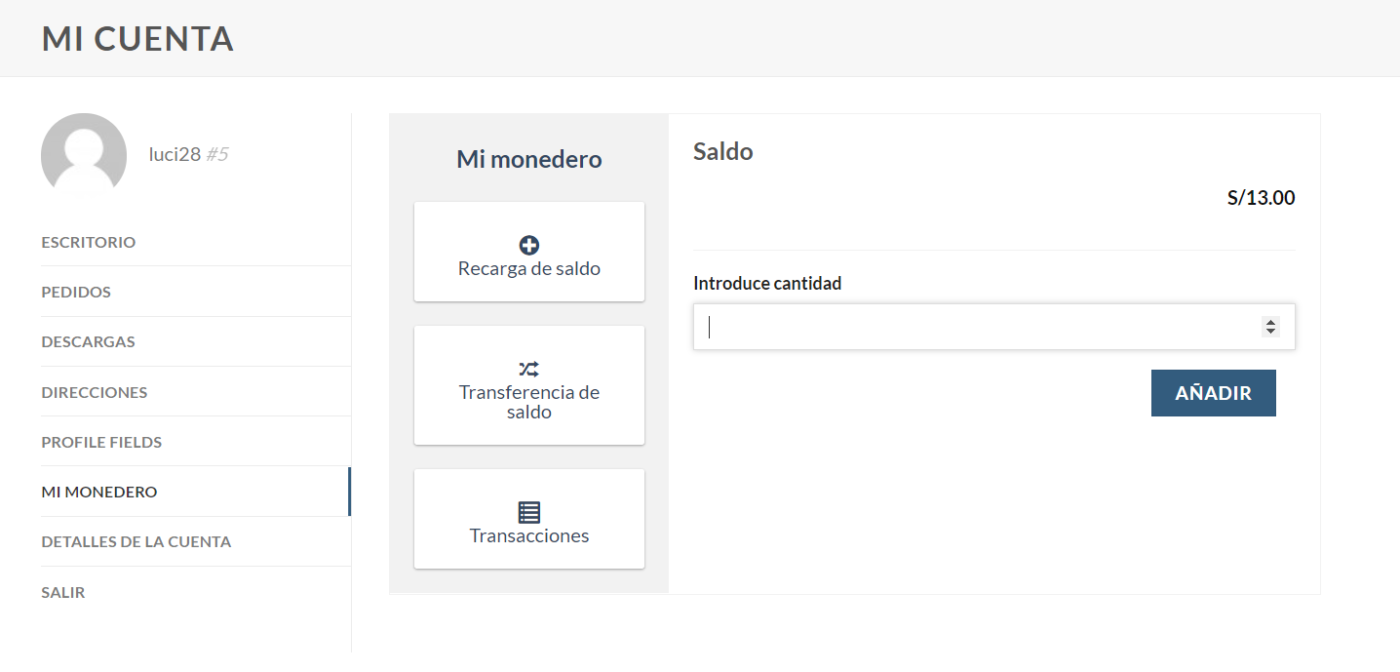 MI CUENTA
luci28 #5
ESCRITORIO
PEDIDOS
DESCARGAS
DIRECCIONES
PROFILE FIELDS
MI MONEDERO
DETALLES DE LA CUENTA
SALIR
Mi monedero
Recarga de saldo
Transferencia de
saldo
Transacciones
Saldo
S/13.00
Introduce cantidad
AÑADIR